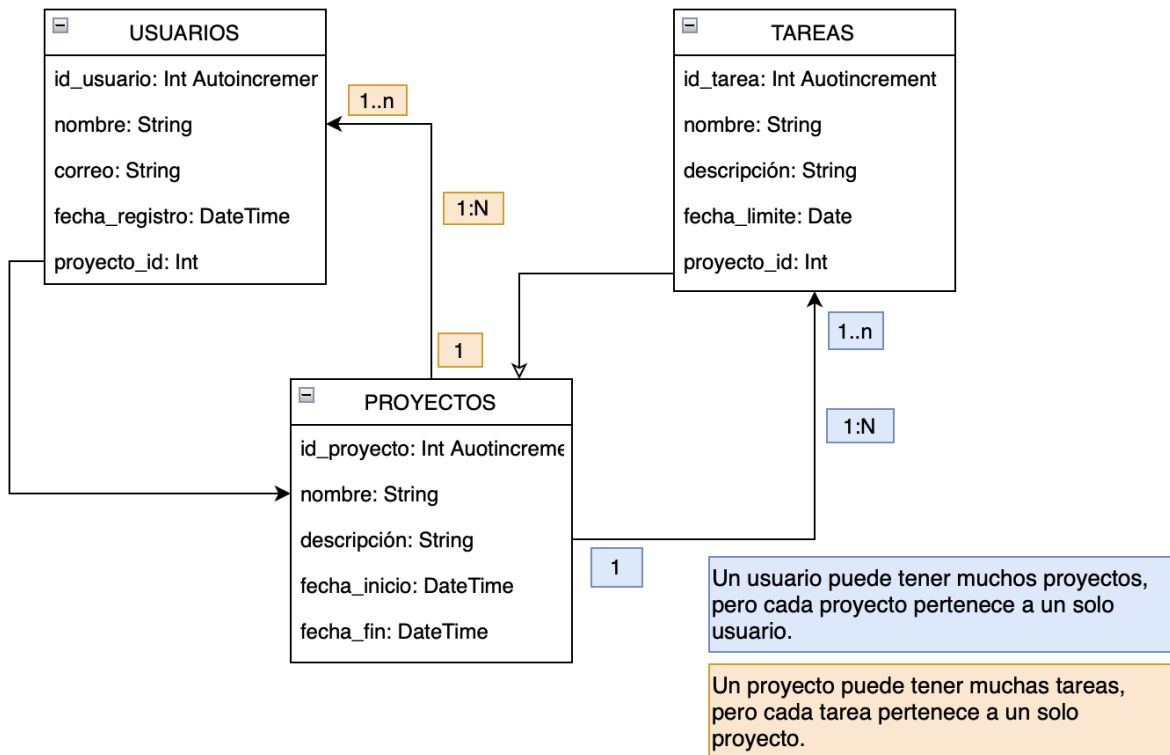 USUARIOS
id_usuario: Int Autoincremer
nombre: String
correo: String
fecha_registro: DateTime
proyecto_id: Int
1..n
1:N
1
TAREAS
id_tarea: Int Auotincrement
nombre: String
descripción: String
fecha_limite: Date
proyecto_id: Int
1..n
1:N
1
PROYECTOS
id_proyecto: Int Auotincreme
nombre: String
descripción: String
fecha_inicio: DateTime
fecha_fin: DateTime
Un usuario puede tener muchos proyectos,
pero cada proyecto pertenece a un solo
usuario.
Un proyecto puede tener muchas tareas,
pero cada tarea pertenece a un solo
proyecto.